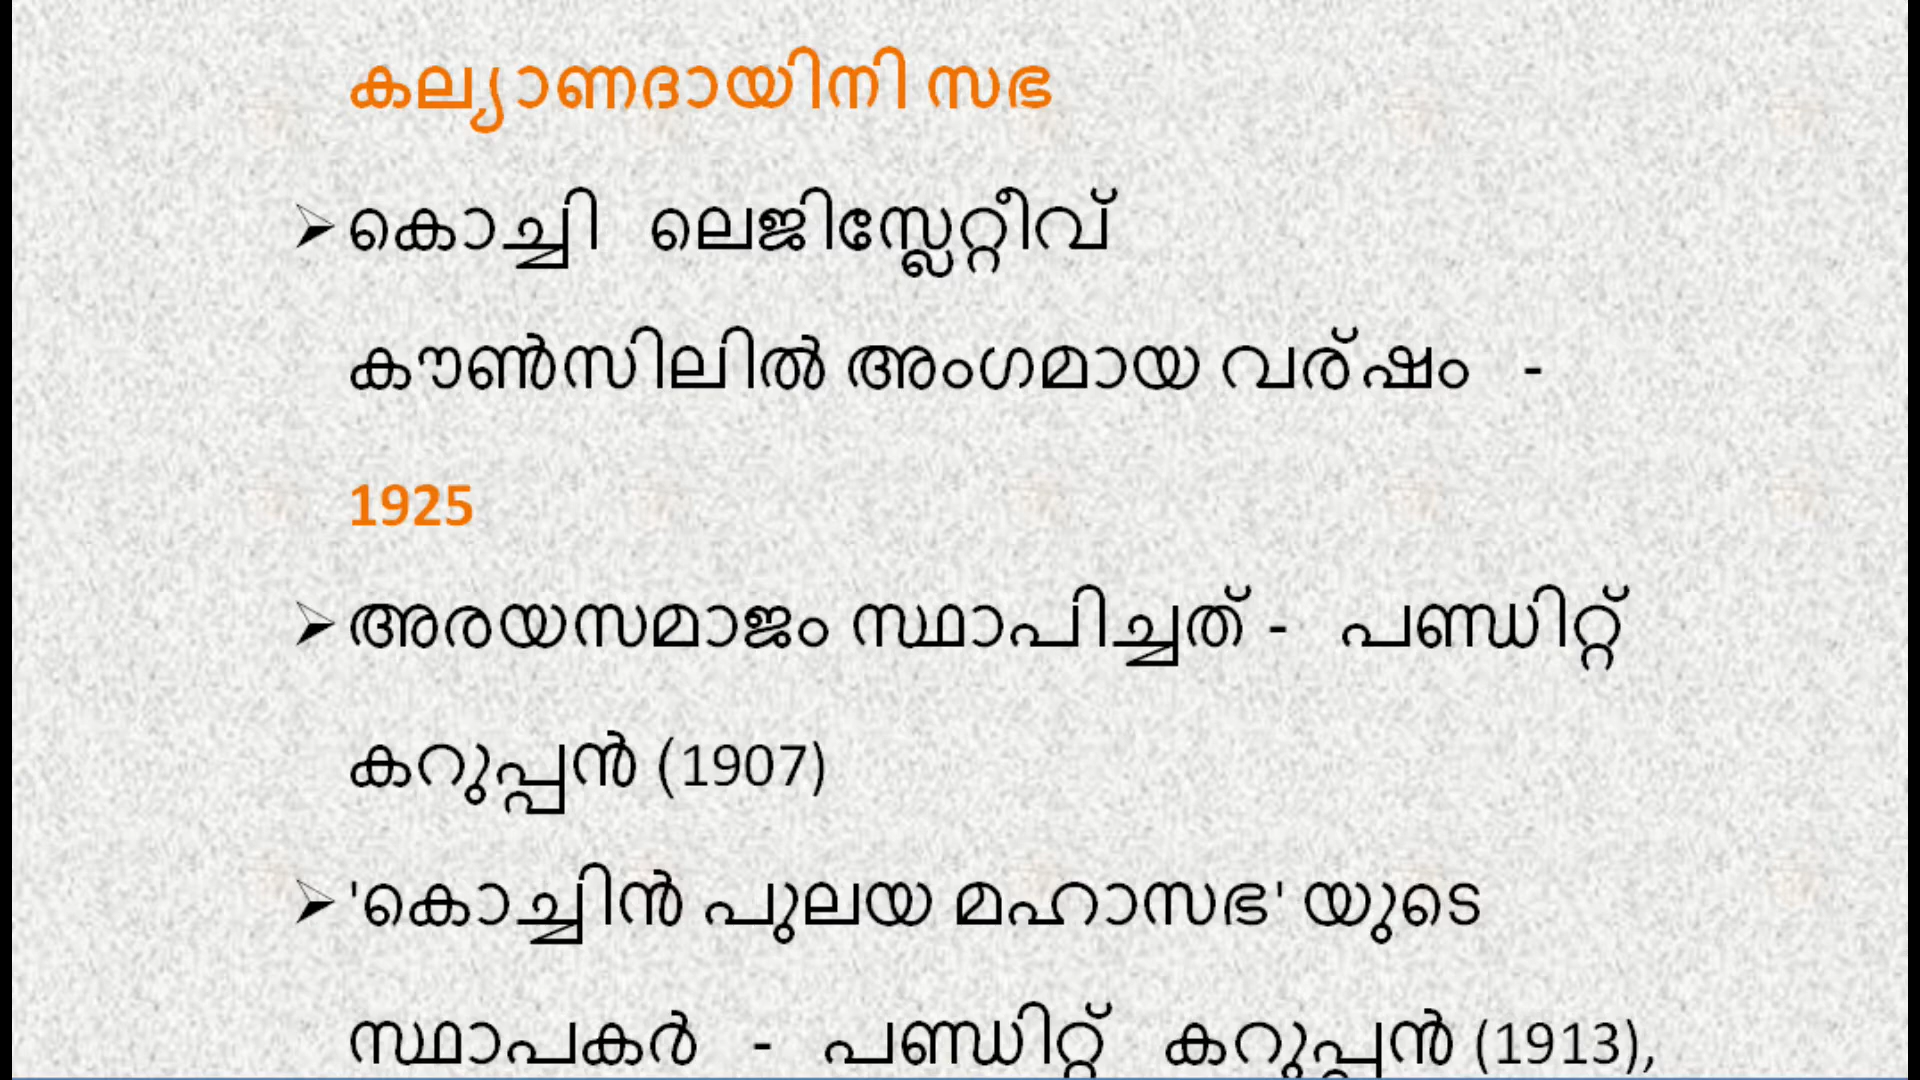 കല്യാണദായിനി സഭ
➢കൊച്ചി ലെജിസ്ലേറ്റീവ്
കൗൺസിലിൽ അംഗമായ വര്‌ഷം -
1925
➢അരയസമാജം സ്ഥാപിച്ചത് - പണ്ഡിറ്റ്
കറുപ്പൻ (1907)
➢'കൊച്ചിൻ പുലയ മഹാസഭ' യുടെ
സ്ഥാപകർ - പണ്ഡിറ്റ് കറുപ്പൻ (1913),